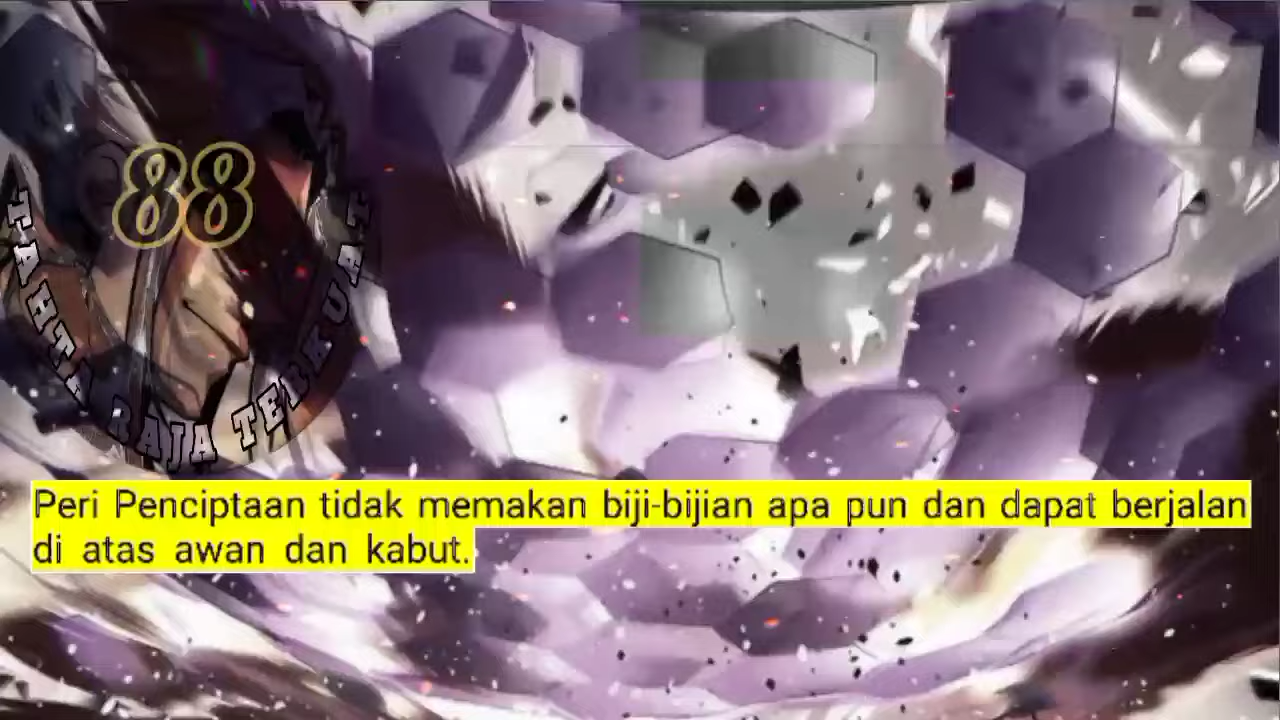 88
TAHTA RAJA TERKUAT
Peri Penciptaan tidak memakan biji-bijian apa pun dan dapat berjalan
di atas awan dan kabut.